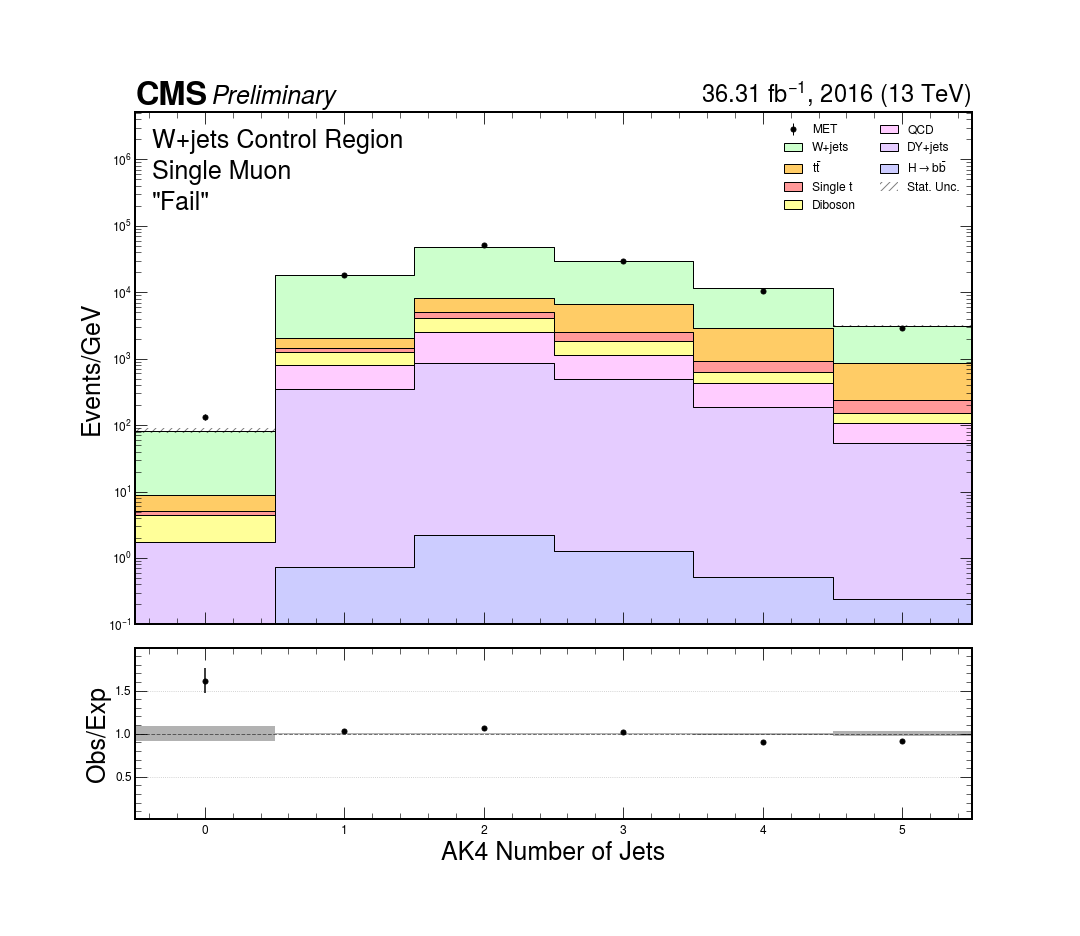 CMS Preliminary 36.31 fb⁻¹, 2016 (13 TeV)
W+jets Control Region
Single Muon
"Fail"
MET
W+jets
tt̄
Single t
Diboson
QCD
DY+jets
H→bb̄
Stat. Unc.
Events/GeV
10⁶
10⁵
10⁴
10³
10²
10¹
10⁰
10⁻¹
Obs/Exp
1.5
1.0
0.5
0 1 2 3 4 5
AK4 Number of Jets